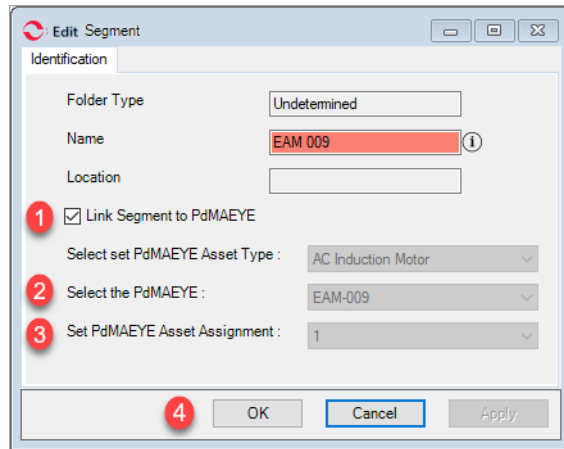 Edit Segment
Identification
Folder Type Undetermined
Name EAM 009 i
Location
1 Link Segment to PdMAEYE
Select set PdMAEYE Asset Type : AC Induction Motor
2 Select the PdMAEYE : EAM-009
3 Set PdMAEYE Asset Assignment : 1
4 OK Cancel Apply